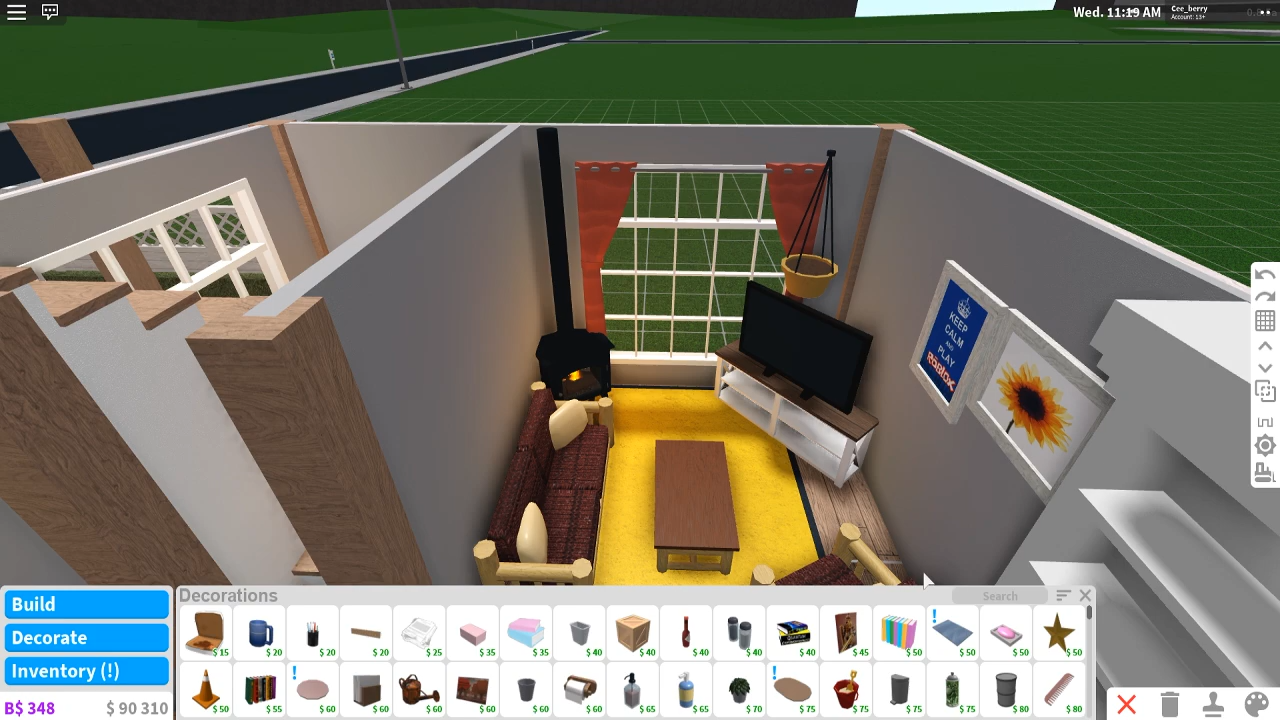 Wed. 11:19 AM
Cee_berry
Account: 13+
KEEP
CALM
AND
PLAY
ROBLOX
Build
Decorate
Inventory (!)
B$ 348
$ 90 310
Decorations
Search
$ 15
$ 20
$ 20
$ 20
$ 25
$ 35
$ 35
$ 40
$ 40
$ 40
$ 40
$ 40
$ 45
$ 50
!
$ 50
$ 50
$ 50
$ 50
$ 55
!
$ 60
$ 60
$ 60
$ 60
$ 60
$ 60
$ 65
$ 65
$ 70
!
$ 75
$ 75
$ 75
$ 75
$ 80
$ 80